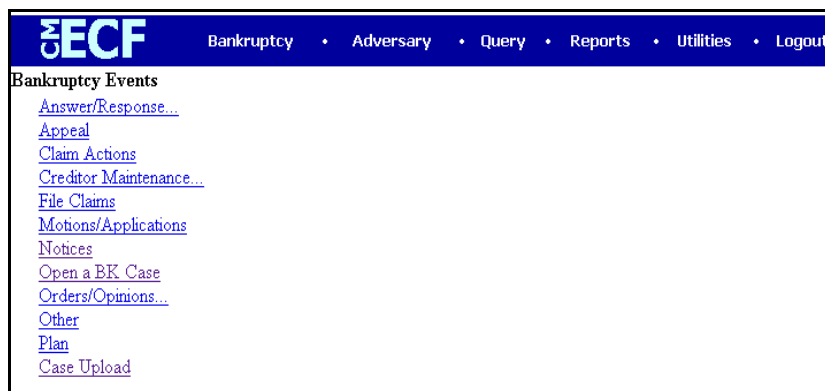 CM ECF Bankruptcy • Adversary • Query • Reports • Utilities • Logout
Bankruptcy Events
Answer/Response...
Appeal
Claim Actions
Creditor Maintenance...
File Claims
Motions/Applications
Notices
Open a BK Case
Orders/Opinions...
Other
Plan
Case Upload